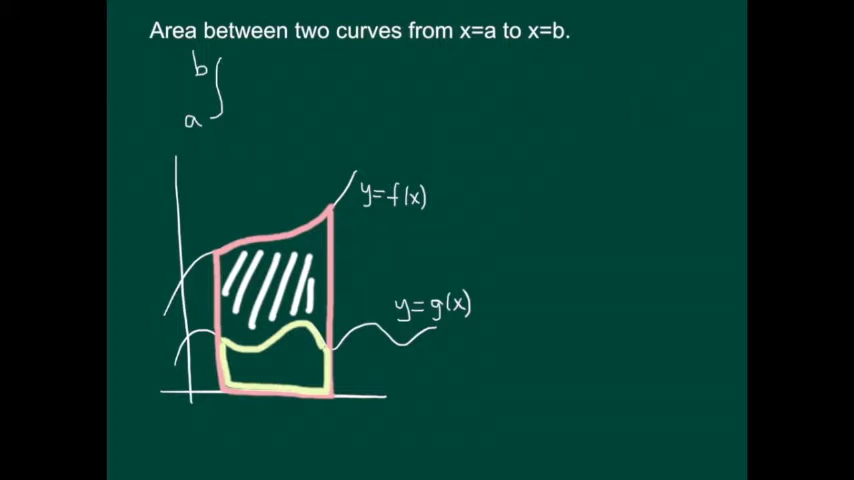 Area between two curves from x=a to x=b.
b
∫
a
y=f(x)
y=g(x)